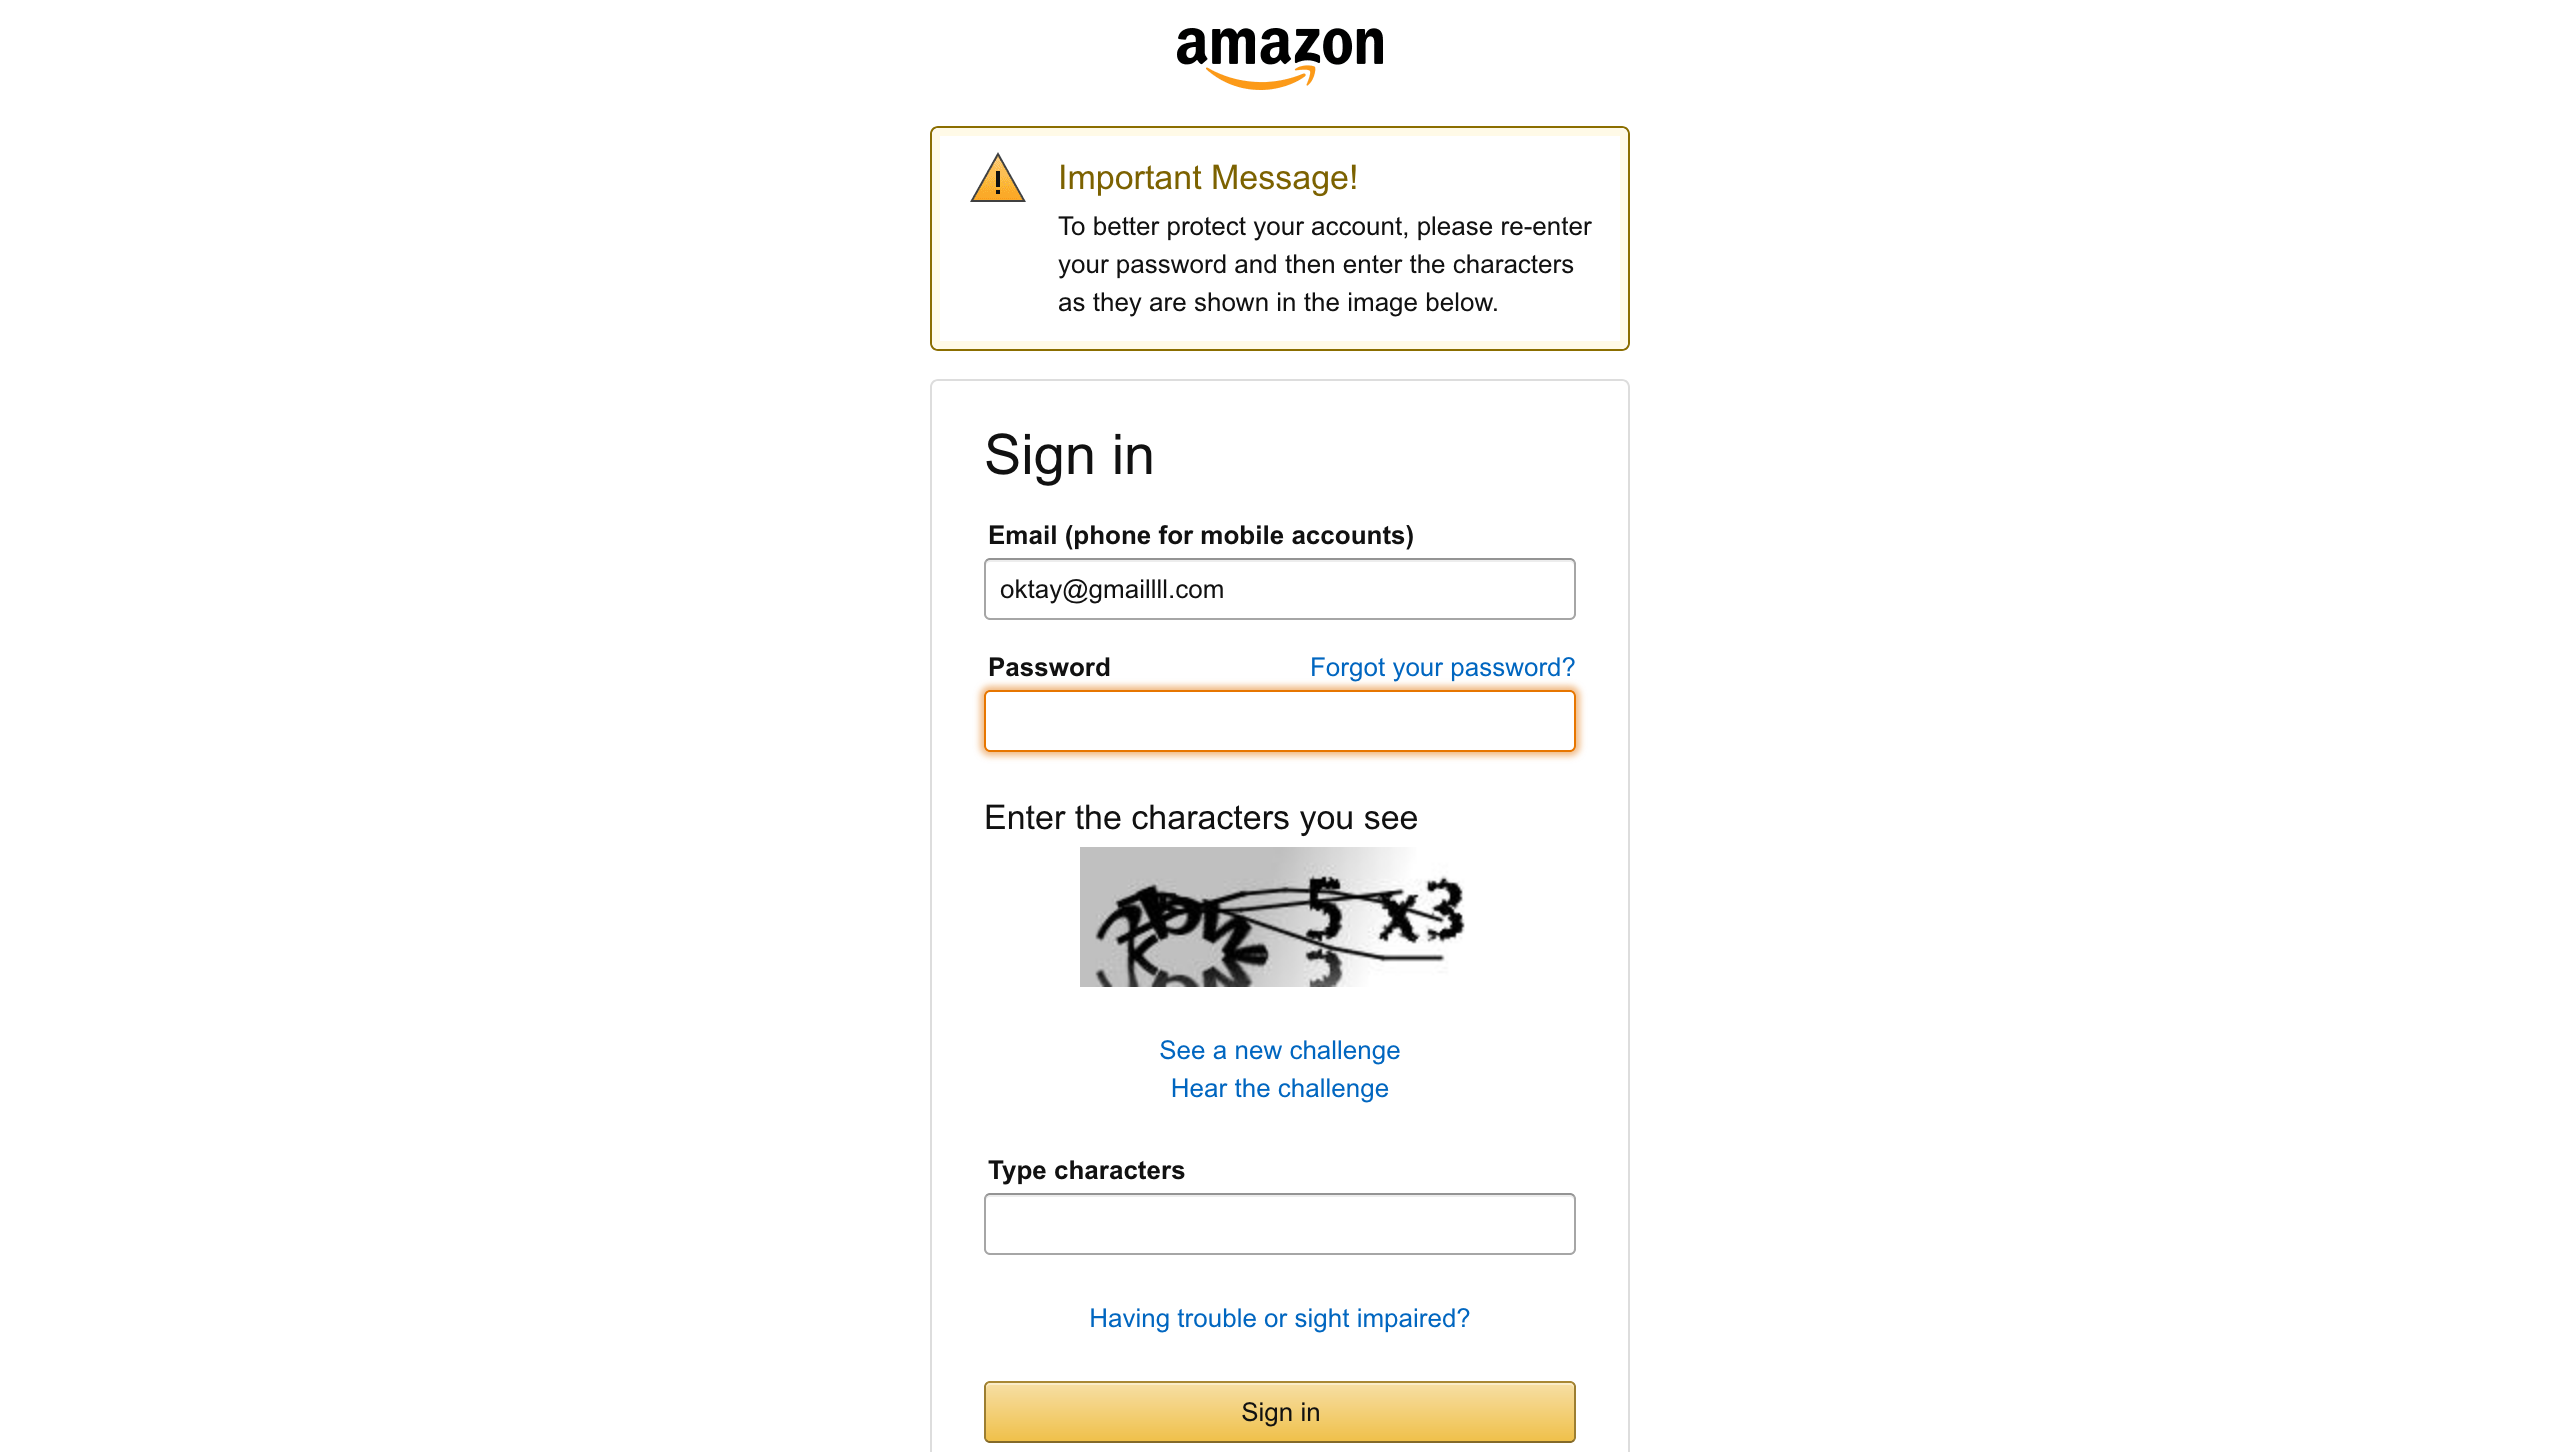 amazon
Important Message!
To better protect your account, please re-enter
your password and then enter the characters
as they are shown in the image below.
Sign in
Email (phone for mobile accounts)
oktay@gmaillll.com
Password Forgot your password?
Enter the characters you see
See a new challenge
Hear the challenge
Type characters
Having trouble or sight impaired?
Sign in